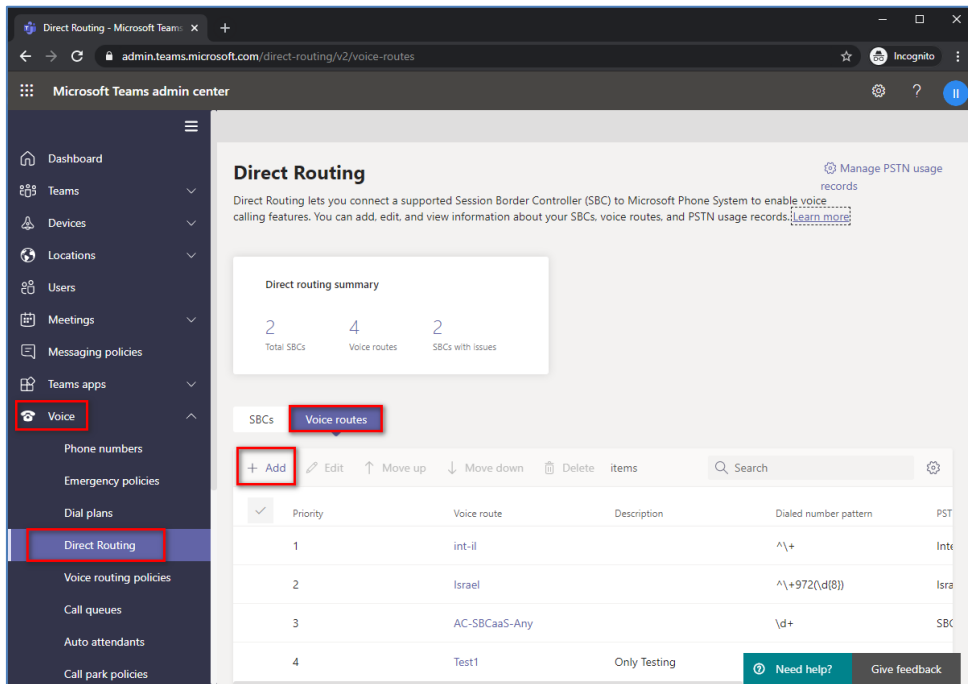 Direct Routing - Microsoft Teams
admin.teams.microsoft.com/direct-routing/v2/voice-routes
Incognito
Microsoft Teams admin center
II
Dashboard
Teams
Devices
Locations
Users
Meetings
Messaging policies
Teams apps
Voice
Phone numbers
Emergency policies
Dial plans
Direct Routing
Voice routing policies
Call queues
Auto attendants
Call park policies
Direct Routing
Manage PSTN usage
records
Direct Routing lets you connect a supported Session Border Controller (SBC) to Microsoft Phone System to enable voice
calling features. You can add, edit, and view information about your SBCs, voice routes, and PSTN usage records. Learn more
Direct routing summary
2 4 2
Total SBCs Voice routes SBCs with issues
SBCs Voice routes
+ Add Edit Move up Move down Delete items Search
Priority Voice route Description Dialed number pattern PST
1 int-il ^\+ Inte
2 Israel ^\+972(\d{8}) Isra
3 AC-SBCaaS-Any \d+ SBC
4 Test1 Only Testing
? Need help? Give feedback